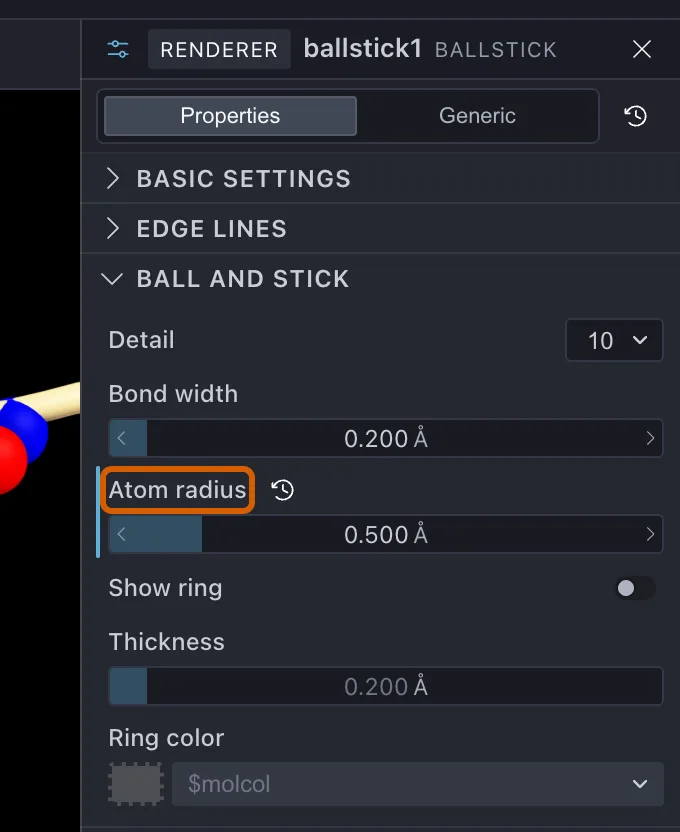 RENDERER ballstick1 BALLSTICK
Properties Generic
BASIC SETTINGS
EDGE LINES
BALL AND STICK
Detail 10
Bond width
0.200 Å
Atom radius
0.500 Å
Show ring
Thickness
0.200 Å
Ring color
$molcol